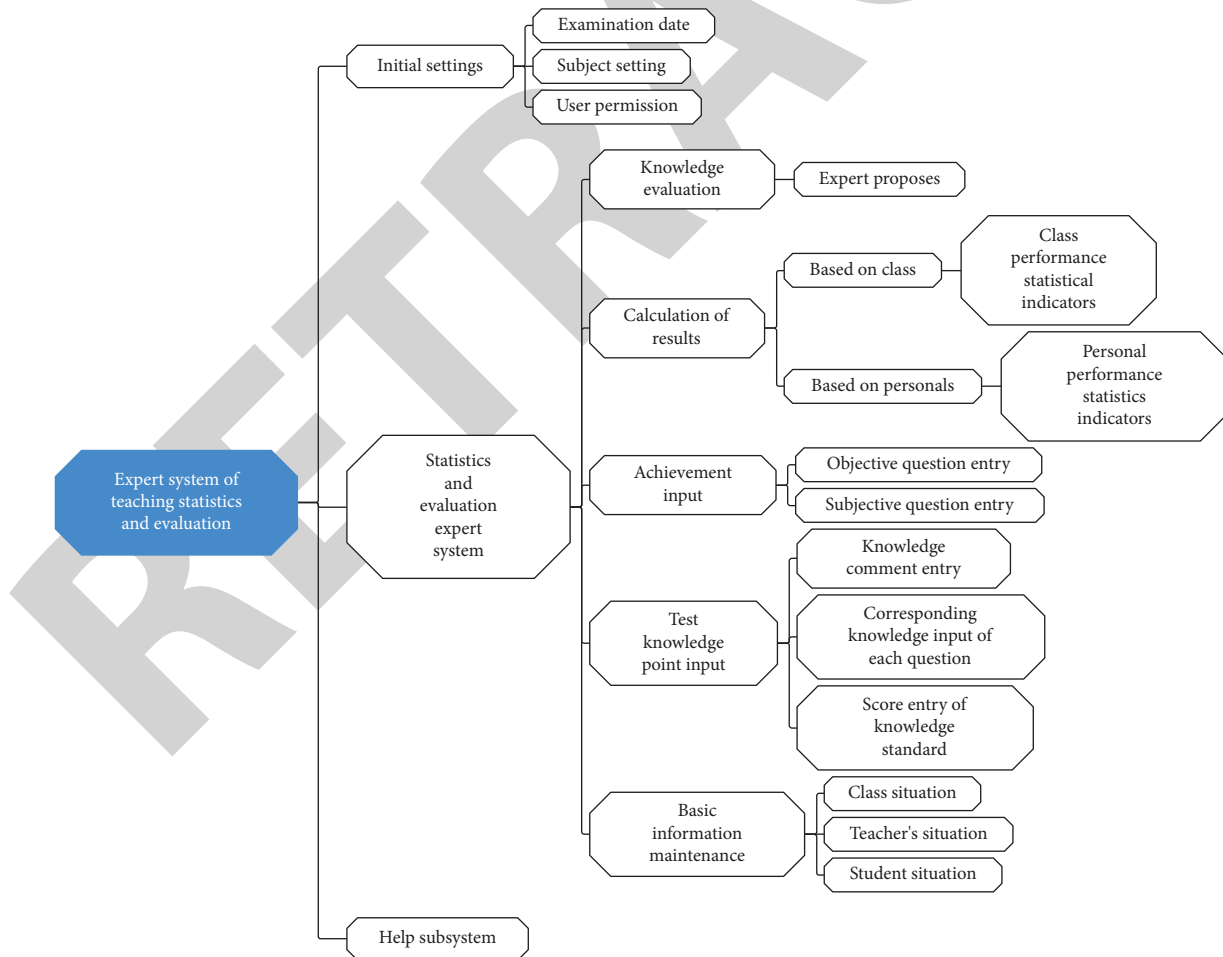 Examination date
Initial settings
Subject setting
User permission
Knowledge
evaluation
Expert proposes
Class
performance
statistical
indicators
Based on class
Calculation of
results
Based on personals
Personal
performance
statistics
indicators
Expert system of
teaching statistics
and evaluation
Statistics
and
evaluation
expert
system
Achievement
input
Objective question entry
Subjective question entry
Knowledge
comment entry
Test
knowledge
point input
Corresponding
knowledge input of
each question
Score entry of
knowledge
standard
Basic
information
maintenance
Class situation
Teacher's situation
Student situation
Help subsystem
RETRAC